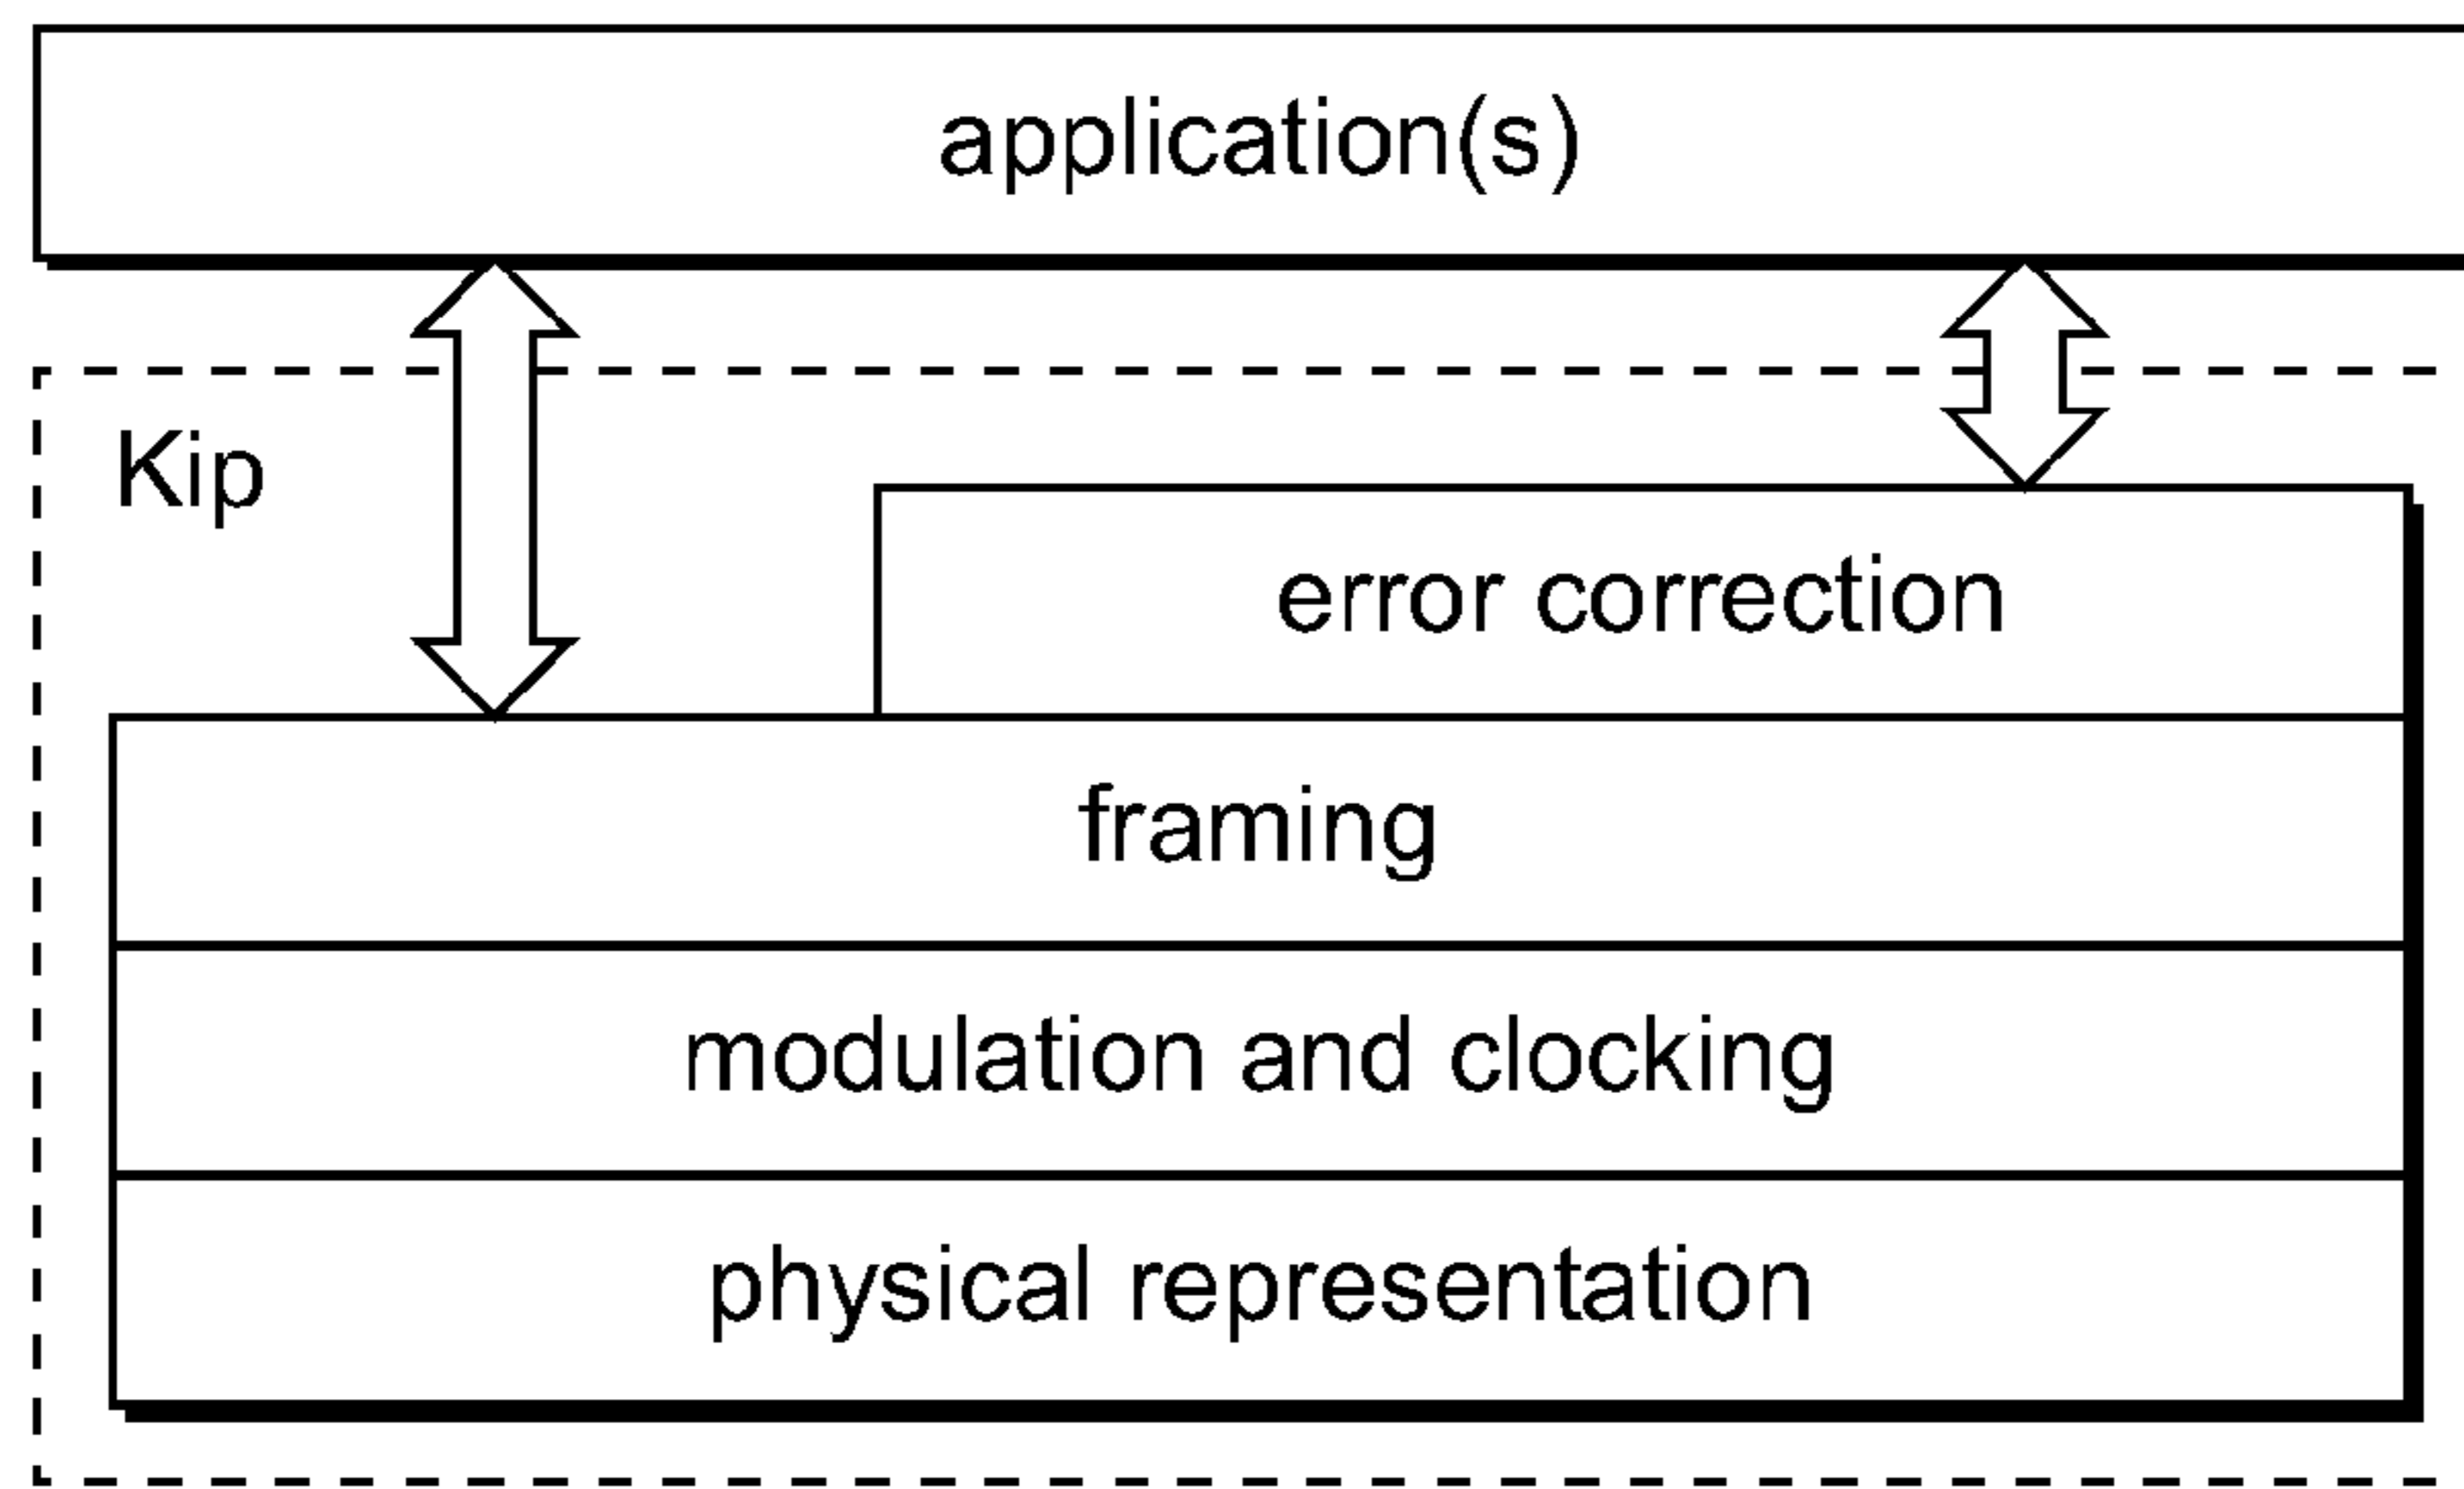 application(s)
Kip
error correction
framing
modulation and clocking
physical representation